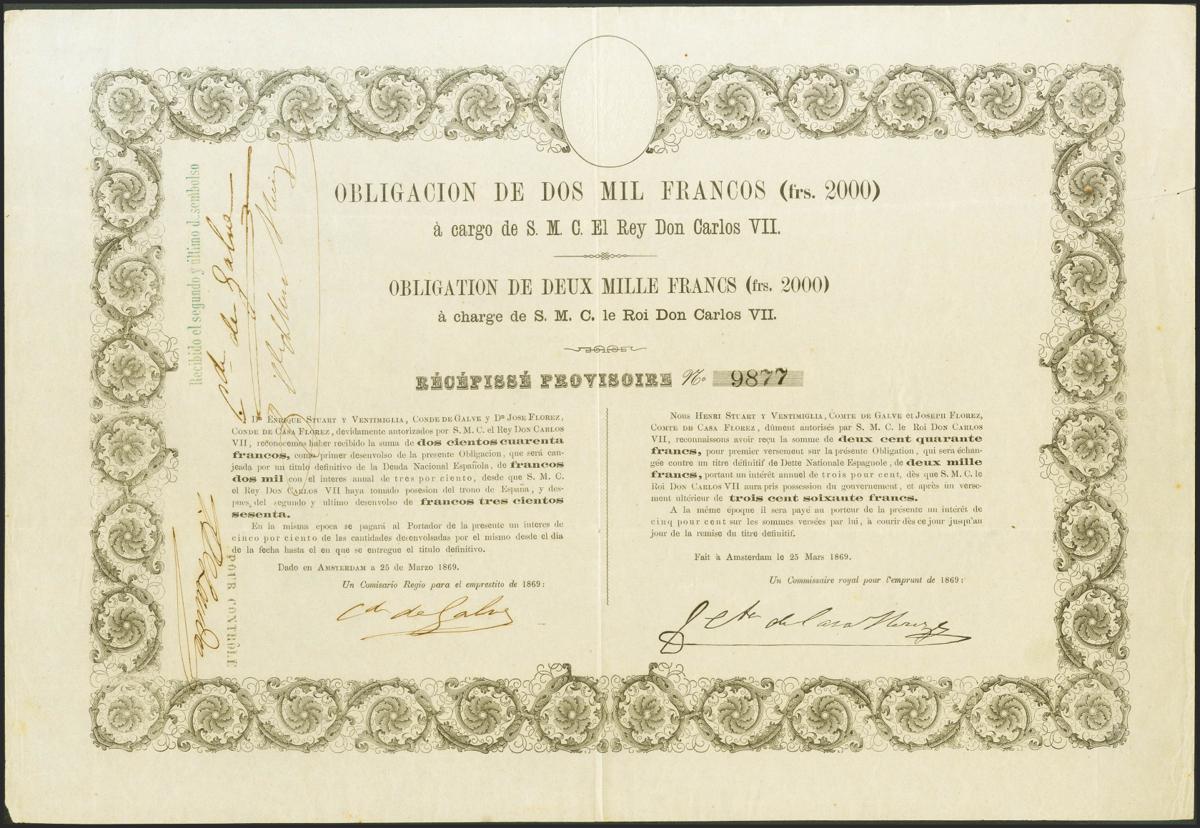 OBLIGACION DE DOS MIL FRANCOS (frs. 2000)
à cargo de S. M. C. El Rey Don Carlos VII.
OBLIGATION DE DEUX MILLE FRANCS (frs. 2000)
à charge de S. M. C. le Roi Don Carlos VII.
RÉCÉPISSÉ PROVISOIRE No. 9877
Dn ENRIQUE STUART Y VENTIMIGLIA, CONDE DE GALVE Y Dn JOSE FLOREZ,
CONDE DE CASA FLOREZ, devidamente autorizados por S. M. C. el Rey DON CARLOS
VII, reconocemos haber recibido la suma de dos cientos cuarenta
francos, como primer desenvolso de la presente Obligacion, que será can-
jeada por un titulo definitivo de la Deuda Nacional Española, de francos
dos mil con el interes anual de tres por ciento, desde que S. M. C.
el Rey DON CARLOS VII haya tomado posesion del trono de España, y des-
pues del segundo y ultimo desenvolso de francos tres cientos
sesenta.
En la misma epoca se pagará al Portador de la presente un interes de
cinco por ciento de las cantidades desenvolsadas por el mismo desde el dia
de la fecha hasta el en que se entregue el titulo definitivo.
Dado en AMSTERDAM a 25 de Marzo 1869.
Un Comisario Regio para el emprestito de 1869:
Cde de Galve
NOUS HENRI STUART Y VENTIMIGLIA, COMTE DE GALVE et JOSEPH FLOREZ,
COMTE DE CASA FLOREZ, dûment autorisés par S. M. C. le Roi DON CARLOS
VII, reconnaissons avoir reçu la somme de deux cent quarante
francs, pour premier versement sur la présente Obligation, qui sera échan-
gée contre un titre définitif de Dette Nationale Espagnole, de deux mille
francs, portant un intérêt annuel de trois pour cent, dès que S. M. C. le
Roi DON CARLOS VII aura pris possession du gouvernement, et après un verse-
ment ultérieur de trois cent soixante francs.
A la même époque il sera payé au porteur de la présente un intérêt de
cinq pour cent sur les sommes versées par lui, à courir dès ce jour jusqu'au
jour de la remise du titre définitif.
Fait à Amsterdam le 25 Mars 1869.
Un Commissaire royal pour l'emprunt de 1869:
Cte de Casa Florez
Recibido el segundo y último d sembolso
Cde de Galve
POUR CONTRÔLE